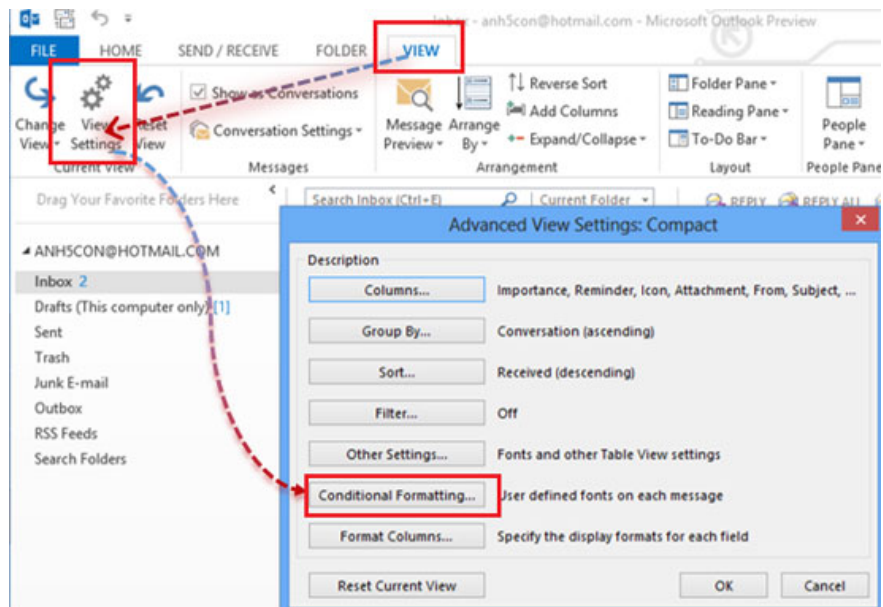 Inbox - anh5con@hotmail.com - Microsoft Outlook Preview
FILE HOME SEND / RECEIVE FOLDER VIEW
Change View View Settings Reset View
Show as Conversations
Conversation Settings
Message Preview Arrange By
Reverse Sort
Add Columns
Expand/Collapse
Folder Pane
Reading Pane
To-Do Bar
People Pane
Current View Messages Arrangement Layout People Pane
Drag Your Favorite Folders Here
Search Inbox (Ctrl+E) Current Folder REPLY REPLY ALL
ANH5CON@HOTMAIL.COM
Inbox 2
Drafts (This computer only) [1]
Sent
Trash
Junk E-mail
Outbox
RSS Feeds
Search Folders
Advanced View Settings: Compact
Description
Columns... Importance, Reminder, Icon, Attachment, From, Subject, ...
Group By... Conversation (ascending)
Sort... Received (descending)
Filter... Off
Other Settings... Fonts and other Table View settings
Conditional Formatting... User defined fonts on each message
Format Columns... Specify the display formats for each field
Reset Current View OK Cancel